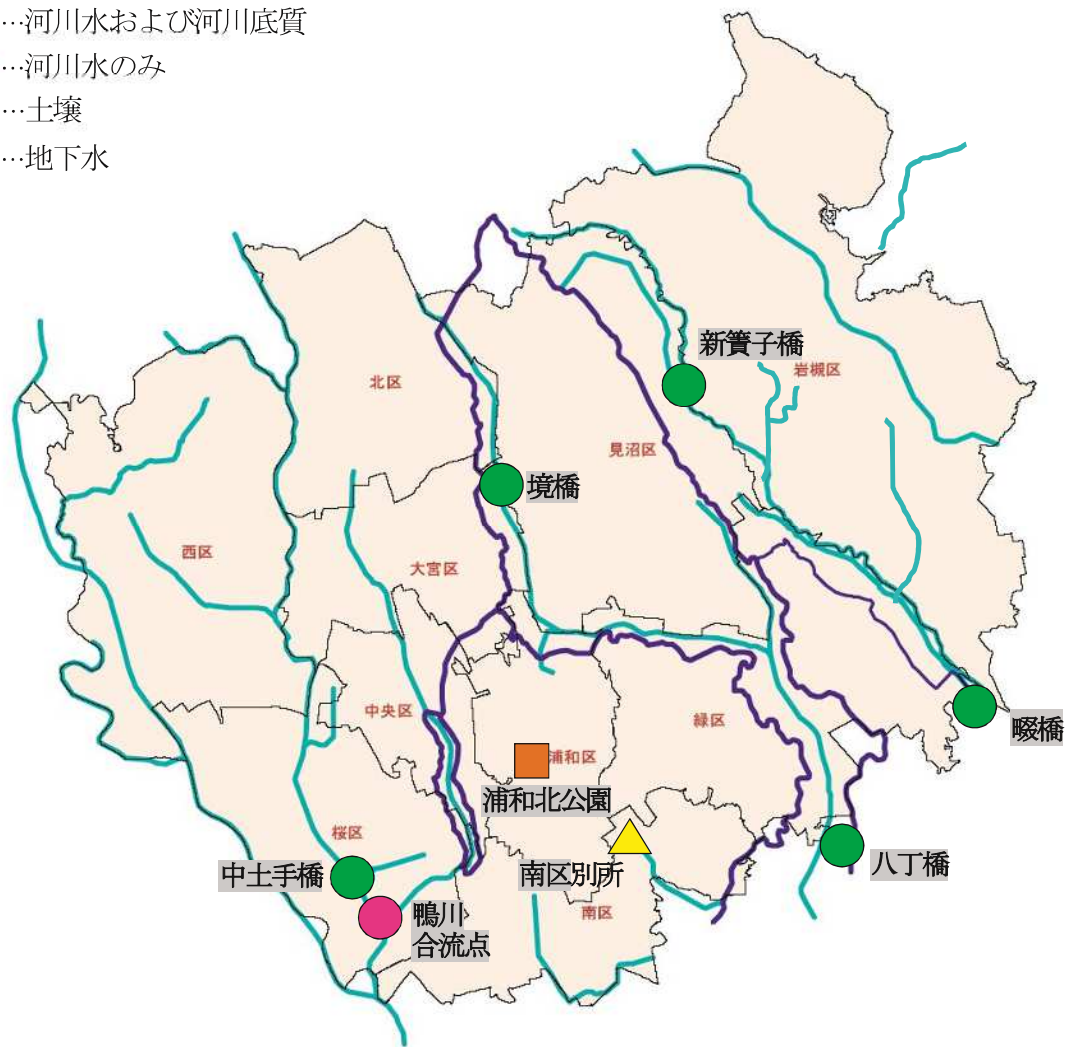 …河川水および河川底質
…河川水のみ
…土壌
…地下水
新簀子橋
岩槻区
北区
見沼区
境橋
西区
大宮区
中央区
緑区
畷橋
浦和区
浦和北公園
桜区
八丁橋
中土手橋
南区別所
鴨川
合流点
南区